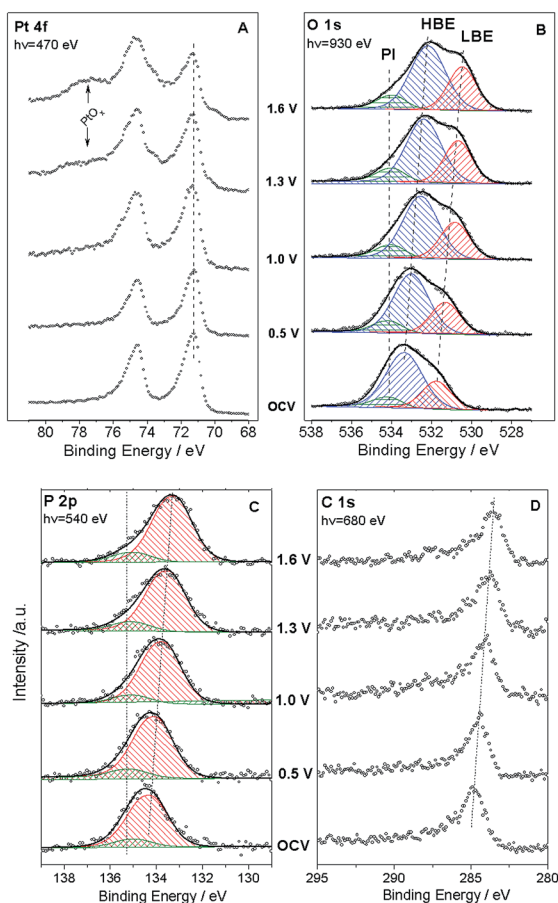 Pt 4f
A
hν=470 eV
PtOx
80 78 76 74 72 70 68
Binding Energy / eV
1.6 V
1.3 V
1.0 V
0.5 V
OCV
O 1s
HBE
LBE
B
hν=930 eV
PI
538 536 534 532 530 528
Binding Energy / eV
P 2p
C
hν=540 eV
Intensity /a.u.
138 136 134 132 130
Binding Energy / eV
1.6 V
1.3 V
1.0 V
0.5 V
OCV
C 1s
D
hν=680 eV
295 290 285 280
Binding Energy / eV